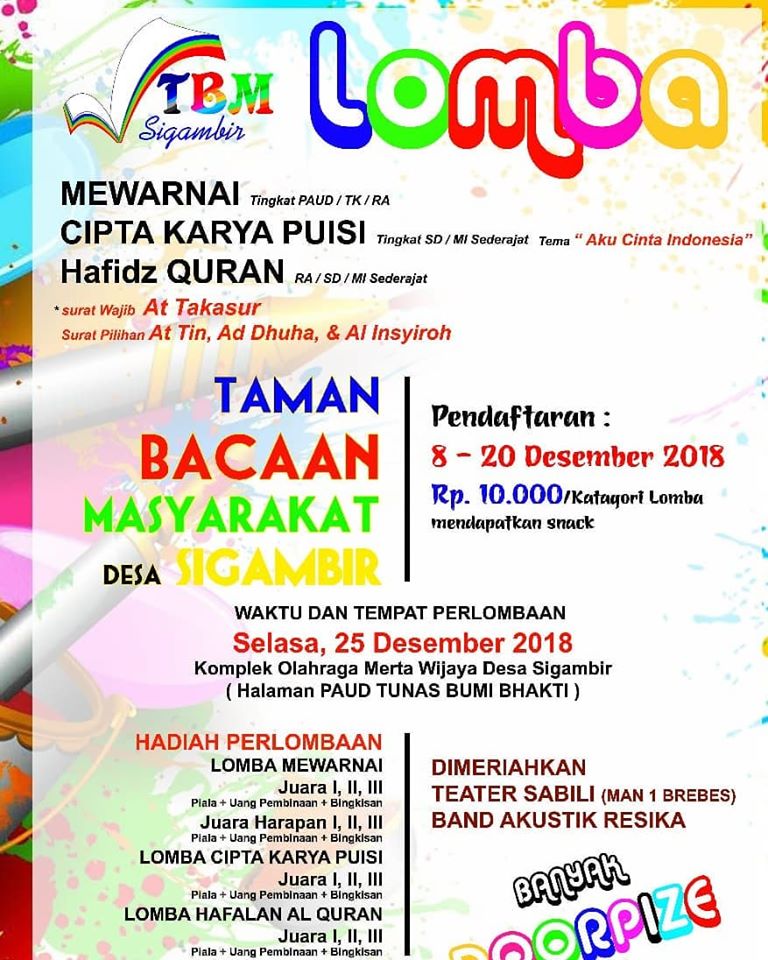 TBM
Sigambir
Lomba
MEWARNAI Tingkat PAUD / TK / RA
CIPTA KARYA PUISI Tingkat SD / MI Sederajat Tema “ Aku Cinta Indonesia”
Hafidz QURAN RA / SD / MI Sederajat
* surat Wajib At Takasur
Surat Pilihan At Tin, Ad Dhuha, & Al Insyiroh
TAMAN
BACAAN
MASYARAKAT
DESA SIGAMBIR
Pendaftaran :
8 - 20 Desember 2018
Rp. 10.000/Katagori Lomba
mendapatkan snack
WAKTU DAN TEMPAT PERLOMBAAN
Selasa, 25 Desember 2018
Komplek Olahraga Merta Wijaya Desa Sigambir
( Halaman PAUD TUNAS BUMI BHAKTI )
HADIAH PERLOMBAAN
LOMBA MEWARNAI
Juara I, II, III
Piala + Uang Pembinaan + Bingkisan
Juara Harapan I, II, III
Piala + Uang Pembinaan + Bingkisan
LOMBA CIPTA KARYA PUISI
Juara I, II, III
Piala + Uang Pembinaan + Bingkisan
LOMBA HAFALAN AL QURAN
Juara I, II, III
Piala + Uang Pembinaan + Bingkisan
DIMERIAHKAN
TEATER SABILI (MAN 1 BREBES)
BAND AKUSTIK RESIKA
BANYAK
DOORPIZE